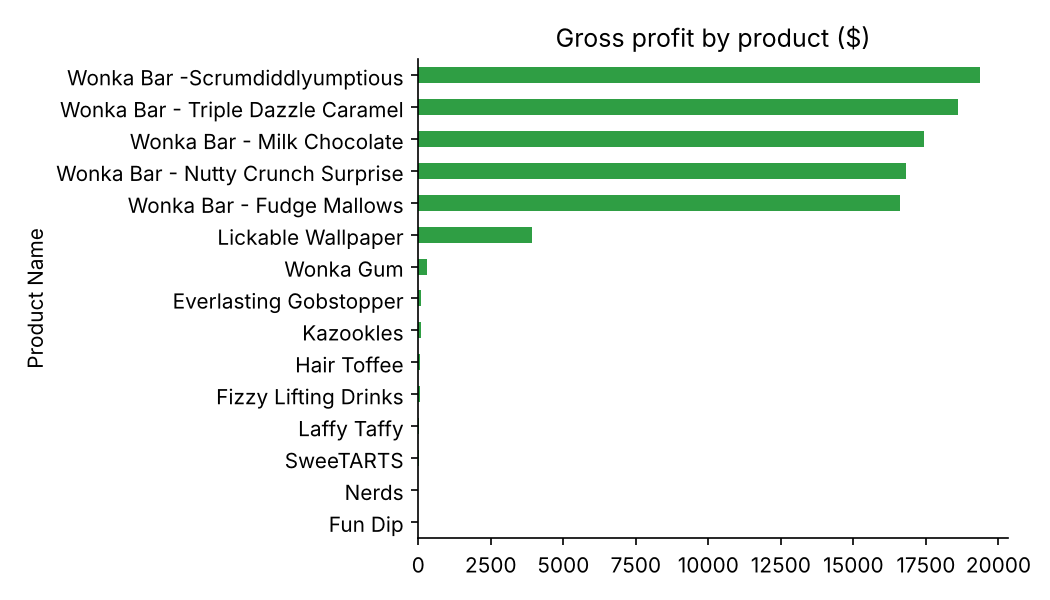 Gross profit by product ($)
Wonka Bar -Scrumdiddlyumptious
Wonka Bar - Triple Dazzle Caramel
Wonka Bar - Milk Chocolate
Wonka Bar - Nutty Crunch Surprise
Wonka Bar - Fudge Mallows
Lickable Wallpaper
Wonka Gum
Everlasting Gobstopper
Kazookles
Hair Toffee
Fizzy Lifting Drinks
Laffy Taffy
SweeTARTS
Nerds
Fun Dip
Product Name
0 2500 5000 7500 10000 12500 15000 17500 20000